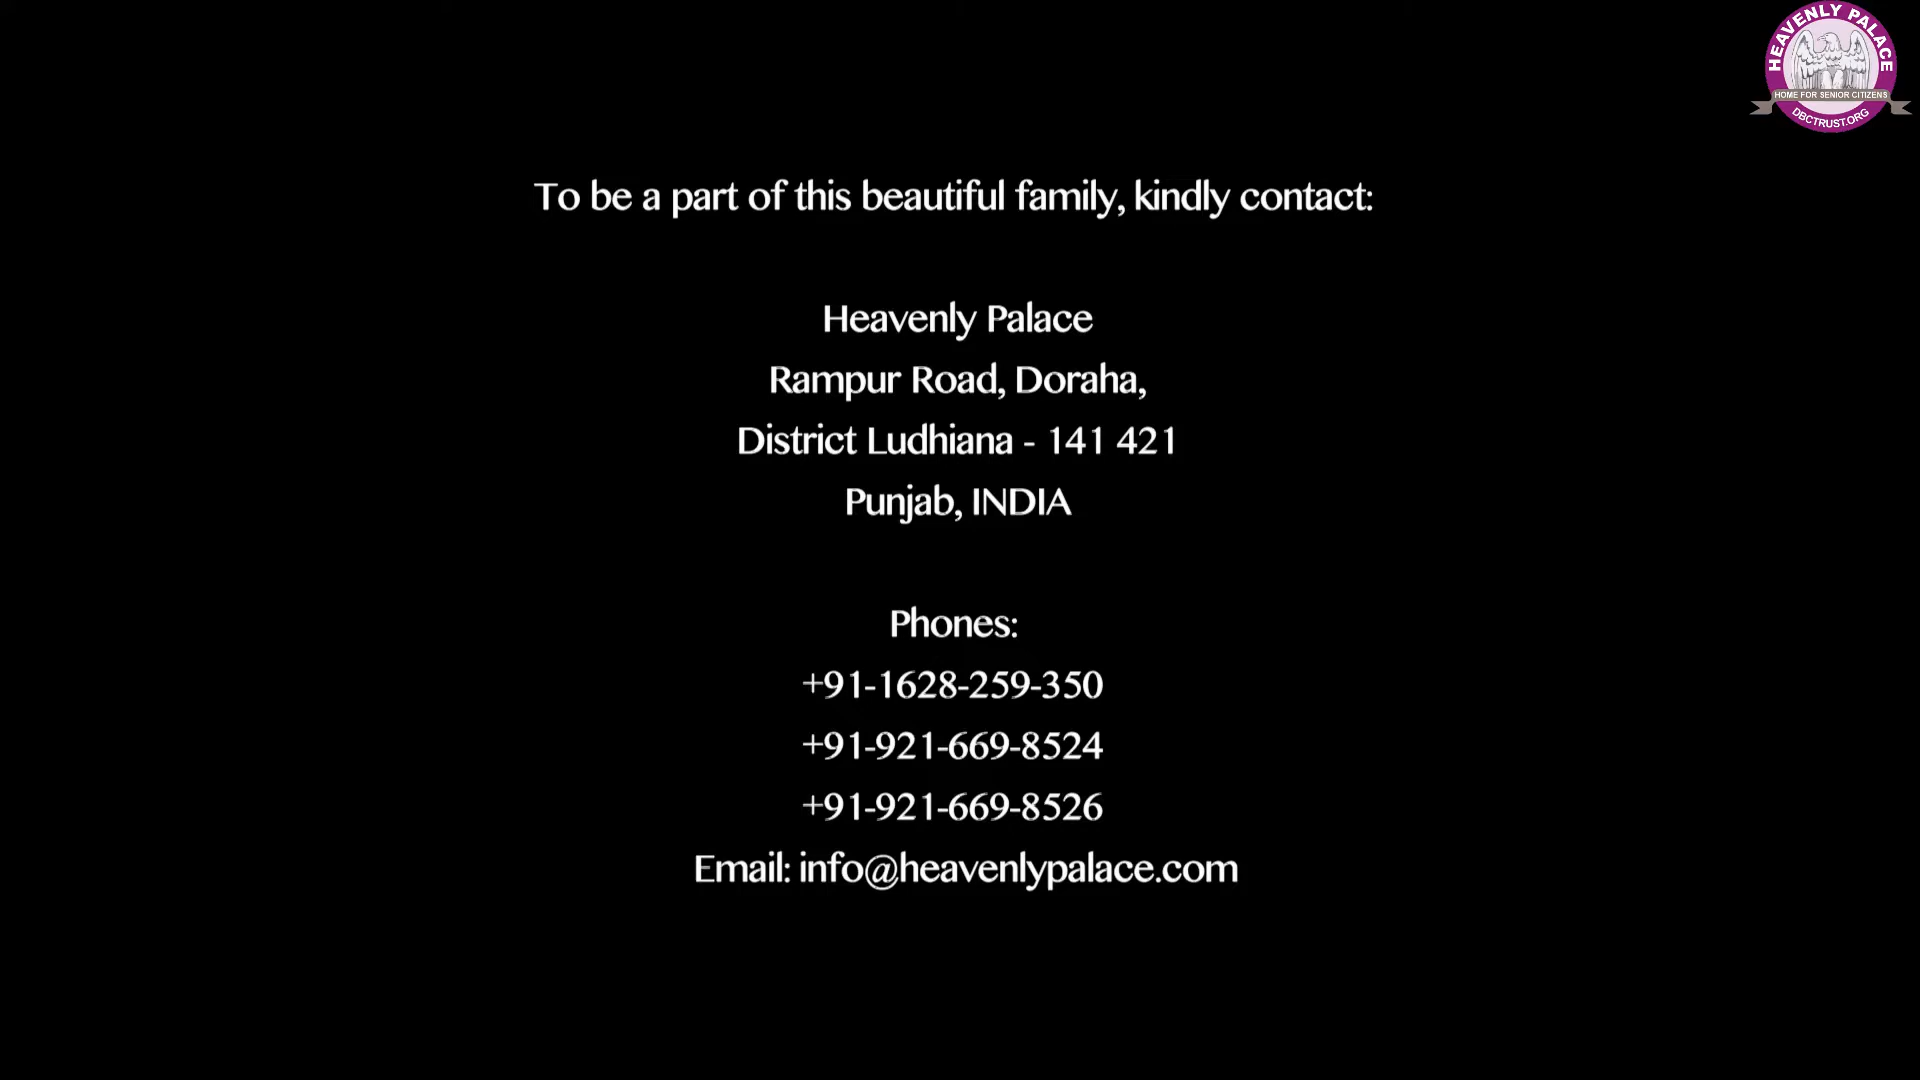 HEAVENLY PALACE
HOME FOR SENIOR CITIZENS
DBCTRUST.ORG
To be a part of this beautiful family, kindly contact:
Heavenly Palace
Rampur Road, Doraha,
District Ludhiana - 141 421
Punjab, INDIA
Phones:
+91-1628-259-350
+91-921-669-8524
+91-921-669-8526
Email: info@heavenlypalace.com